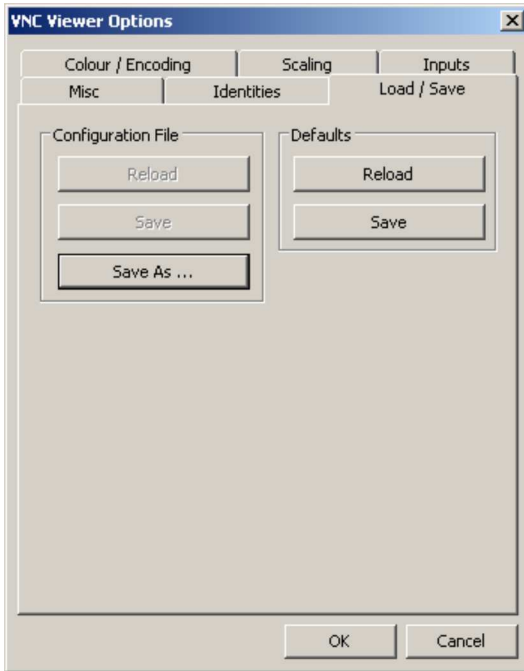 VNC Viewer Options
Colour / Encoding Scaling Inputs
Misc Identities Load / Save
Configuration File Defaults
Reload Reload
Save Save
Save As ...
OK Cancel